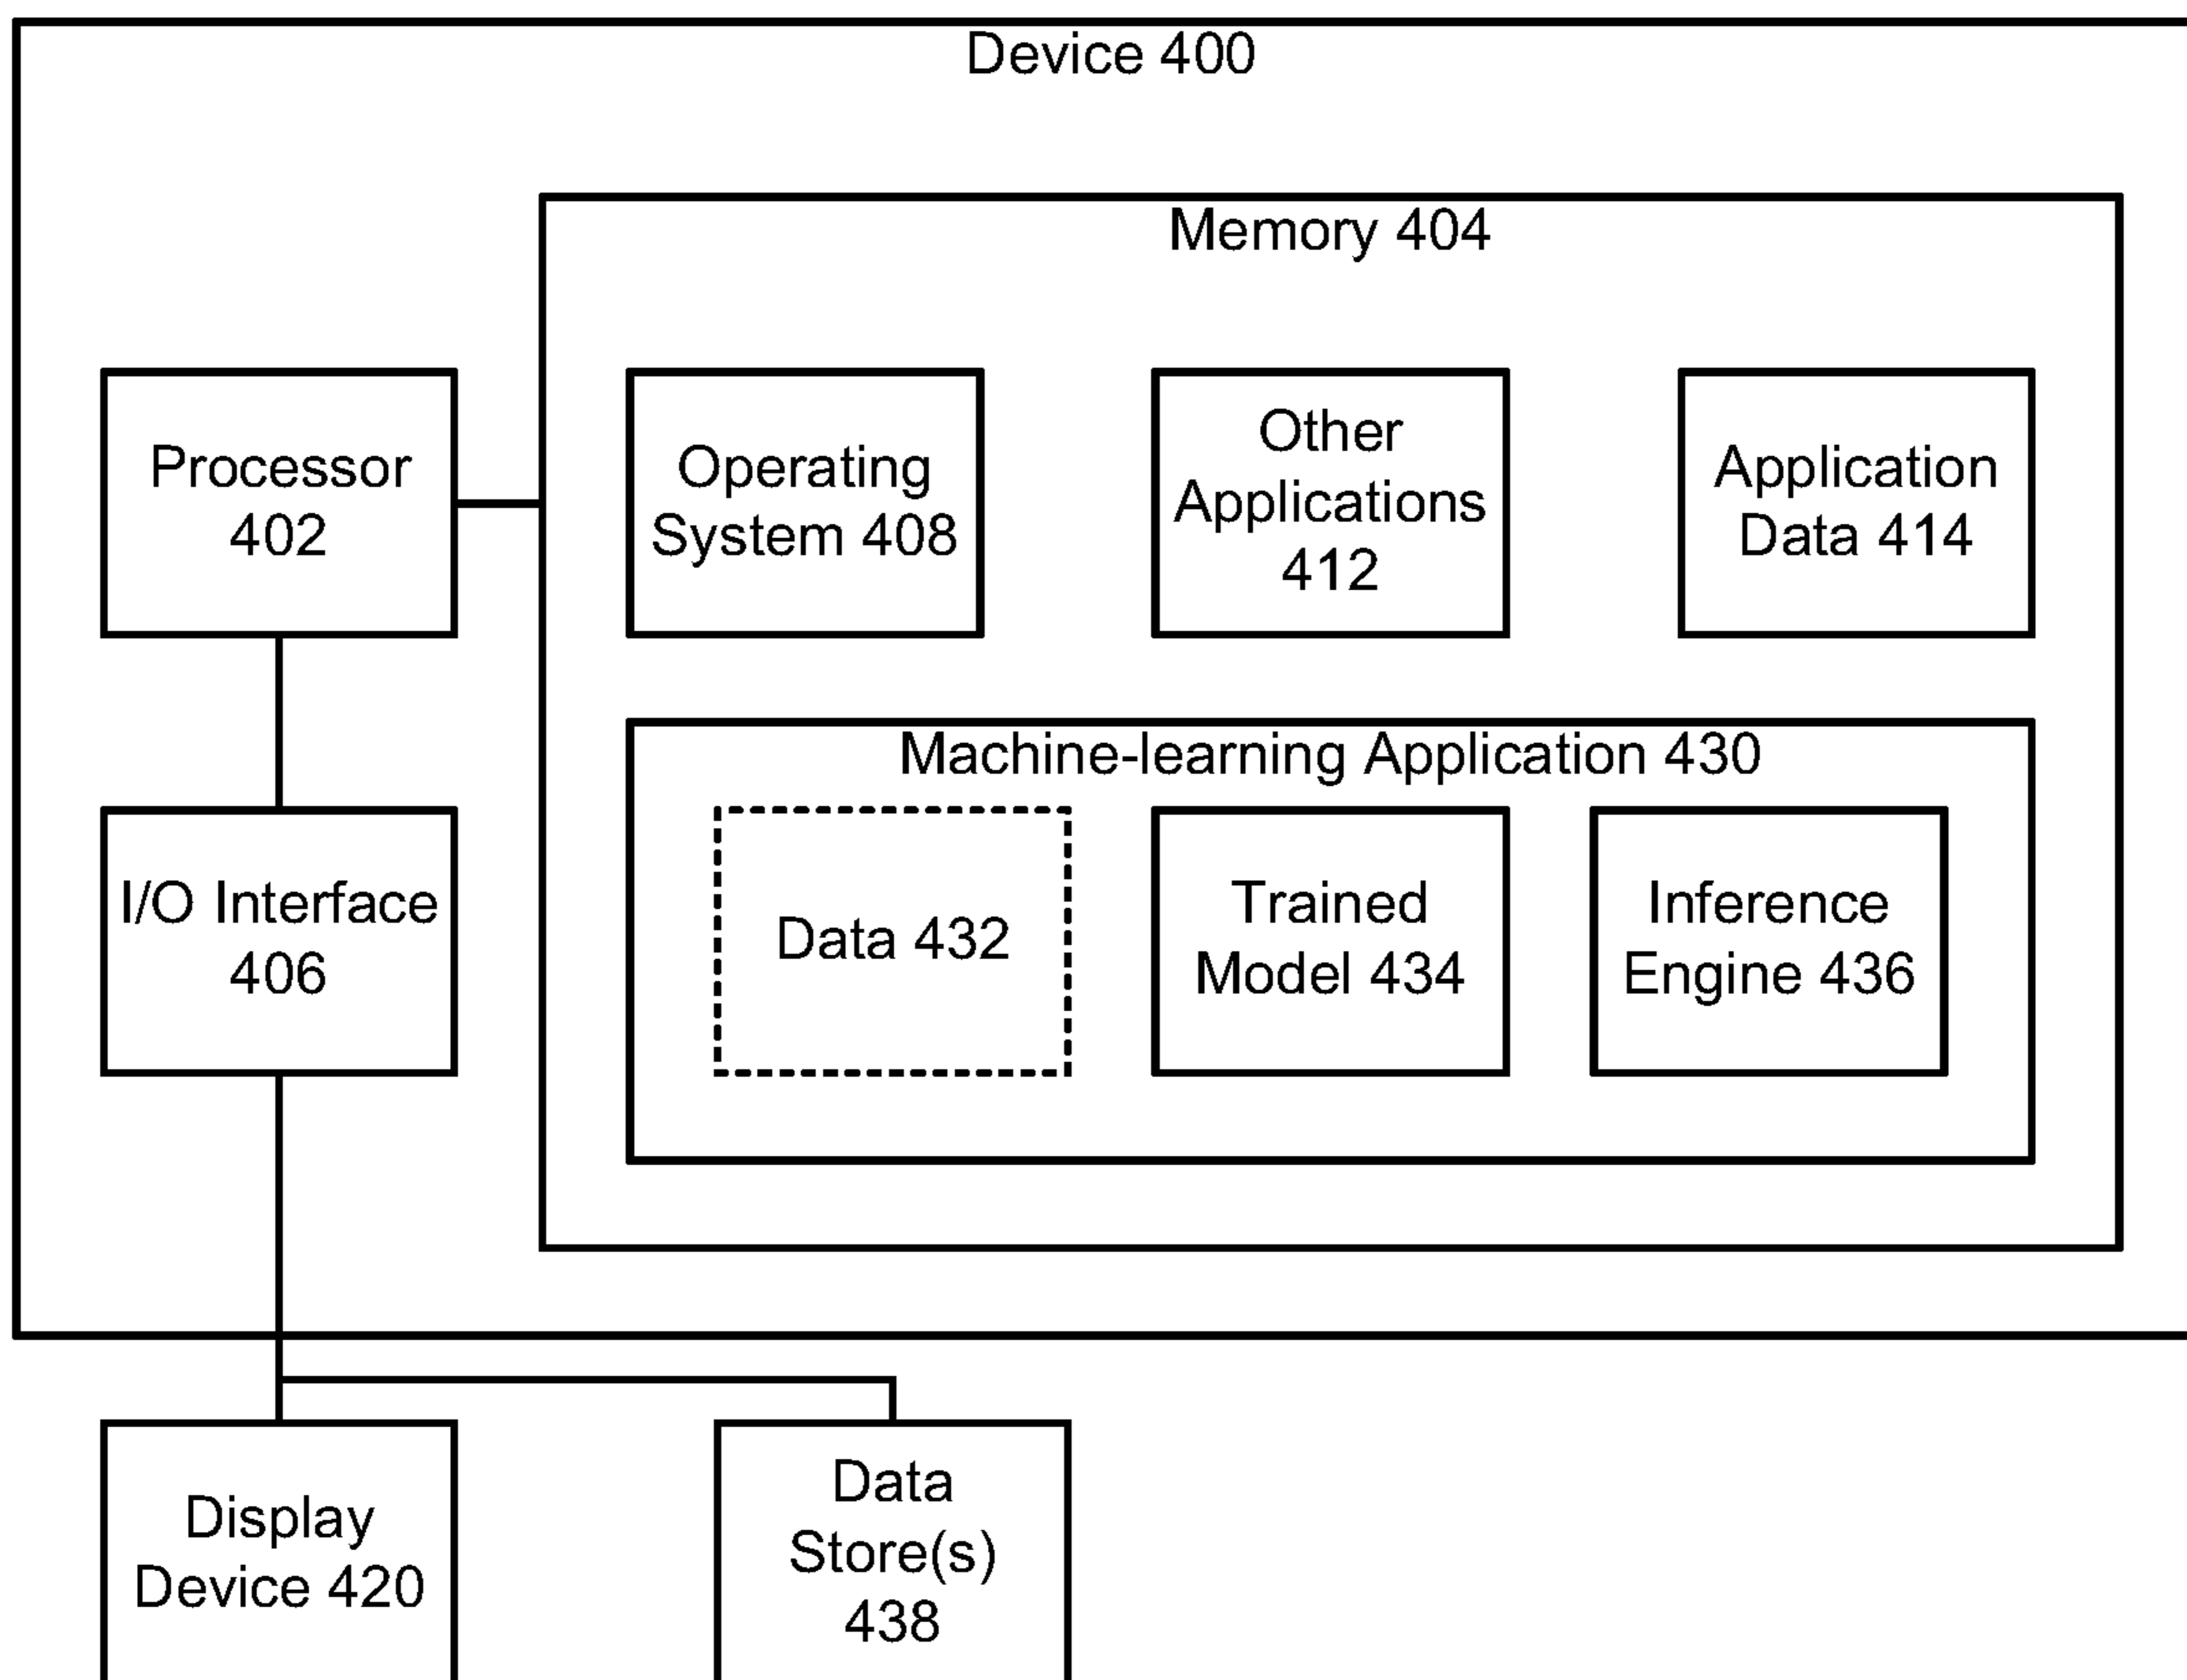 Device 400
Memory 404
Processor
402
Operating
System 408
Other
Applications
412
Application
Data 414
Machine-learning Application 430
I/O Interface
406
Data 432
Trained
Model 434
Inference
Engine 436
Display
Device 420
Data
Store(s)
438